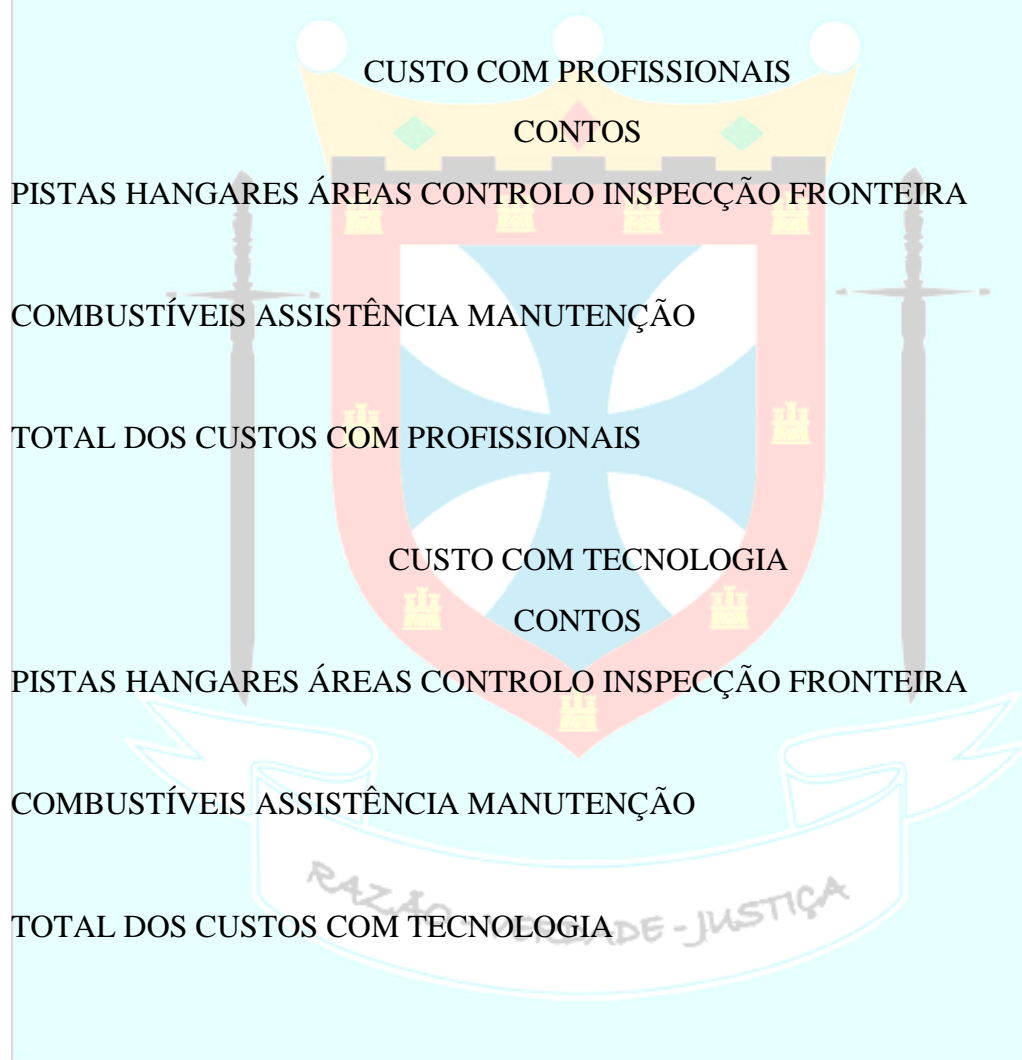 CUSTO COM PROFISSIONAIS
CONTOS
PISTAS HANGARES ÁREAS CONTROLO INSPECÇÃO FRONTEIRA
COMBUSTÍVEIS ASSISTÊNCIA MANUTENÇÃO
TOTAL DOS CUSTOS COM PROFISSIONAIS
CUSTO COM TECNOLOGIA
CONTOS
PISTAS HANGARES ÁREAS CONTROLO INSPECÇÃO FRONTEIRA
COMBUSTÍVEIS ASSISTÊNCIA MANUTENÇÃO
RAZÃO - VERDADE - JUSTIÇA
TOTAL DOS CUSTOS COM TECNOLOGIA